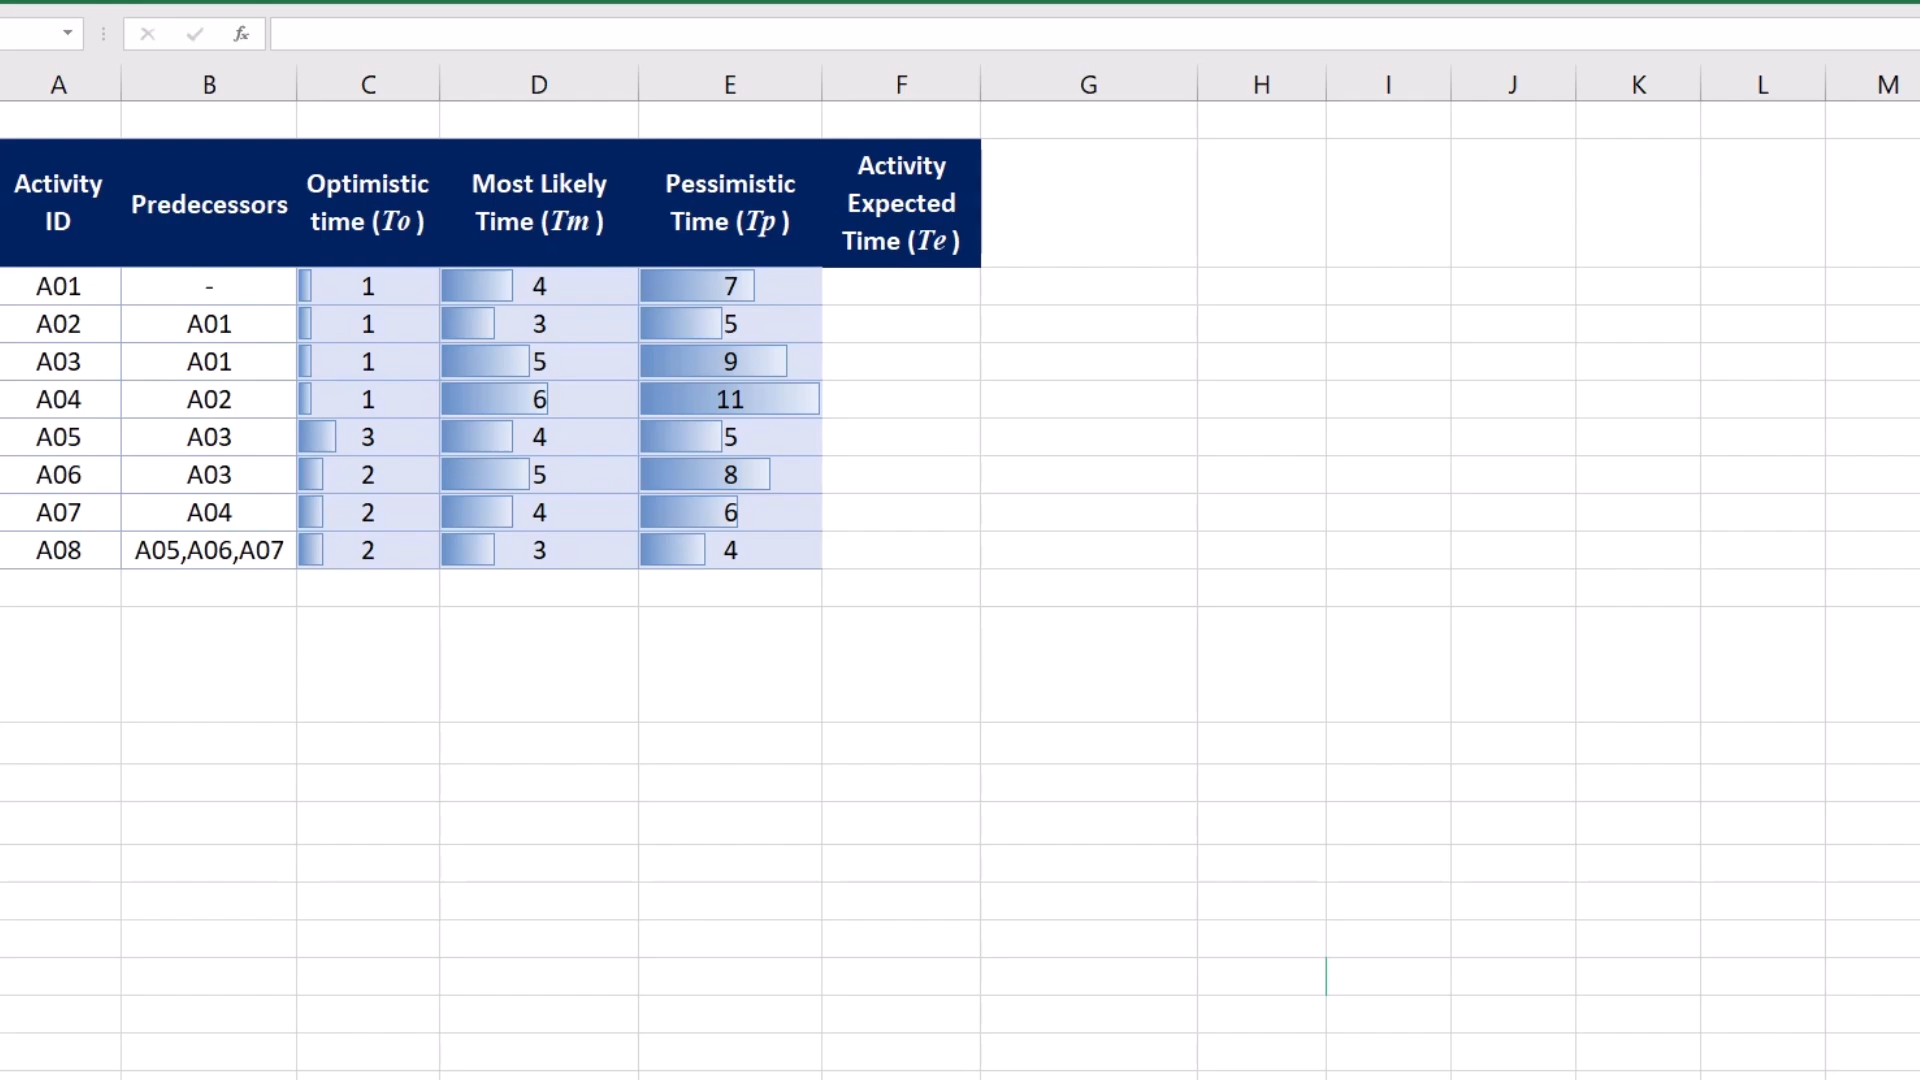 fx
A B C D E F G H I J K L M
Activity ID Predecessors Optimistic time (To) Most Likely Time (Tm) Pessimistic Time (Tp) Activity Expected Time (Te)
A01 - 1 4 7
A02 A01 1 3 5
A03 A01 1 5 9
A04 A02 1 6 11
A05 A03 3 4 5
A06 A03 2 5 8
A07 A04 2 4 6
A08 A05,A06,A07 2 3 4